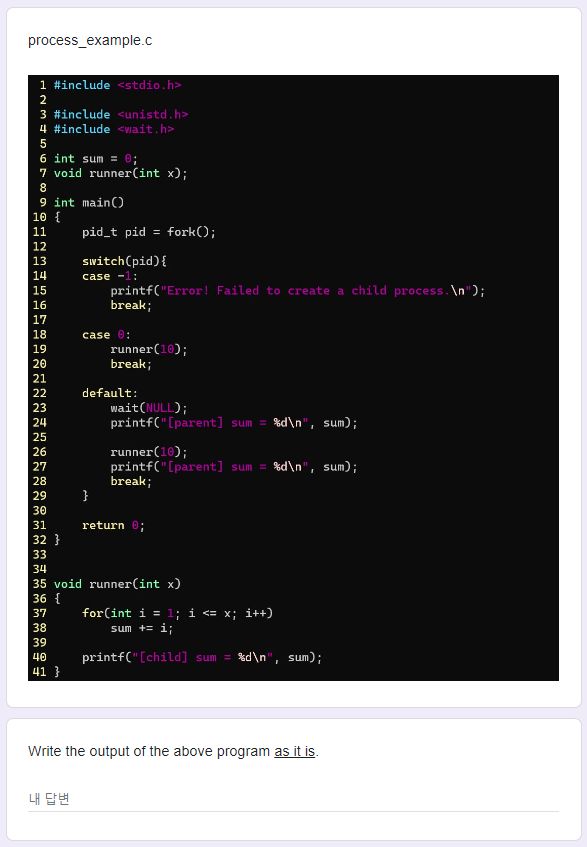 process_example.c
1 #include <stdio.h>
2
3 #include <unistd.h>
4 #include <wait.h>
5
6 int sum = 0;
7 void runner(int x);
8
9 int main()
10 {
11     pid_t pid = fork();
12
13     switch(pid){
14     case -1:
15         printf("Error! Failed to create a child process.\n");
16         break;
17
18     case 0:
19         runner(10);
20         break;
21
22     default:
23         wait(NULL);
24         printf("[parent] sum = %d\n", sum);
25
26         runner(10);
27         printf("[parent] sum = %d\n", sum);
28         break;
29     }
30
31     return 0;
32 }
33
34
35 void runner(int x)
36 {
37     for(int i = 1; i <= x; i++)
38         sum += i;
39
40     printf("[child] sum = %d\n", sum);
41 }
Write the output of the above program as it is.
내 답변